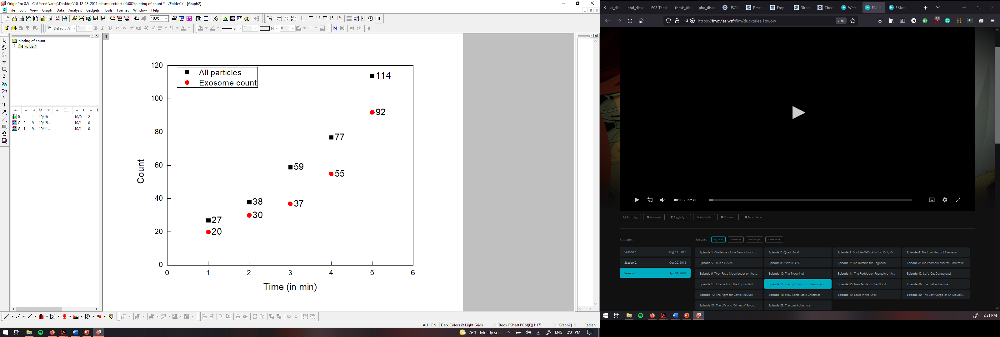 OriginPro 8.5 - C:\Users\Nareg\Desktop\10-12-13-2021 plasma extracted\002\ploting of count * - /Folder1/ - [Graph2]
File Edit View Graph Data Analysis Gadgets Tools Format Window Help
100%
Default: A 0 B I U
0 N 0
ploting of count
Folder1
M C... D
B. 1. 10/18... 10/9... 2
G. 2 9. 10/15... 10/1... 0
G. 1 9. 10/11... 10/1... 0
1
All particles
Exosome count
120
100
80
60
40
20
0
0 1 2 3 4 5 6
Count
Time (in min)
114
92
77
59
55
38
37
30
27
20
AU : ON Dark Colors & Light Grids 1:[Book1]Sheet1!Col(E)[1:17] 1:[Graph2]1!1 Radian
76°F Mostly su... ENG 2:31 PM
sis_diss phd_disse ECE Thesis thesis_diss phd_disse USCIS Proce Emplo Direct Check Watch FM FMov
https://fmovies.wtf/film/ducktales.1qwow 70% 35
00:00 / 22:30
Auto play Auto next Toggle light Add to list Comment Report Issue
Seasons
Season 1 Aug 11, 2017
Season 2 Oct 20, 2018
Season 3 Apr 04, 2020
Servers MyCloud Streamtape Doodstream
Episode 1: Challenge of the Senior Junior ... Episode 2: Quack Pack! Episode 3: Double-O-Duck in You Only Cr... Episode 4: The Lost Harp of Mervana!
Episode 5: Louie's Eleven! Episode 6: Astro B.O.Y.D.! Episode 7: The Rumble for Ragnarok! Episode 8: The Phantom and the Sorceress!
Episode 9: They Put a Moonlander on the ... Episode 10: The Trickening! Episode 11: The Forbidden Fountain of th... Episode 12: Let's Get Dangerous!
Episode 13: Escape from the ImpossiBin! Episode 14: The Split Sword of Swanstanti... Episode 15: New Gods on the Block! Episode 16: The First Adventure!
Episode 17: The Fight for Castle McDuck! Episode 18: How Santa Stole Christmas! Episode 19: Beaks in the Shell! Episode 20: The Lost Cargo of Kit Cloudki...
Episode 21: The Life and Crimes of Scroo... Episode 22: The Last Adventure!
2:31 PM